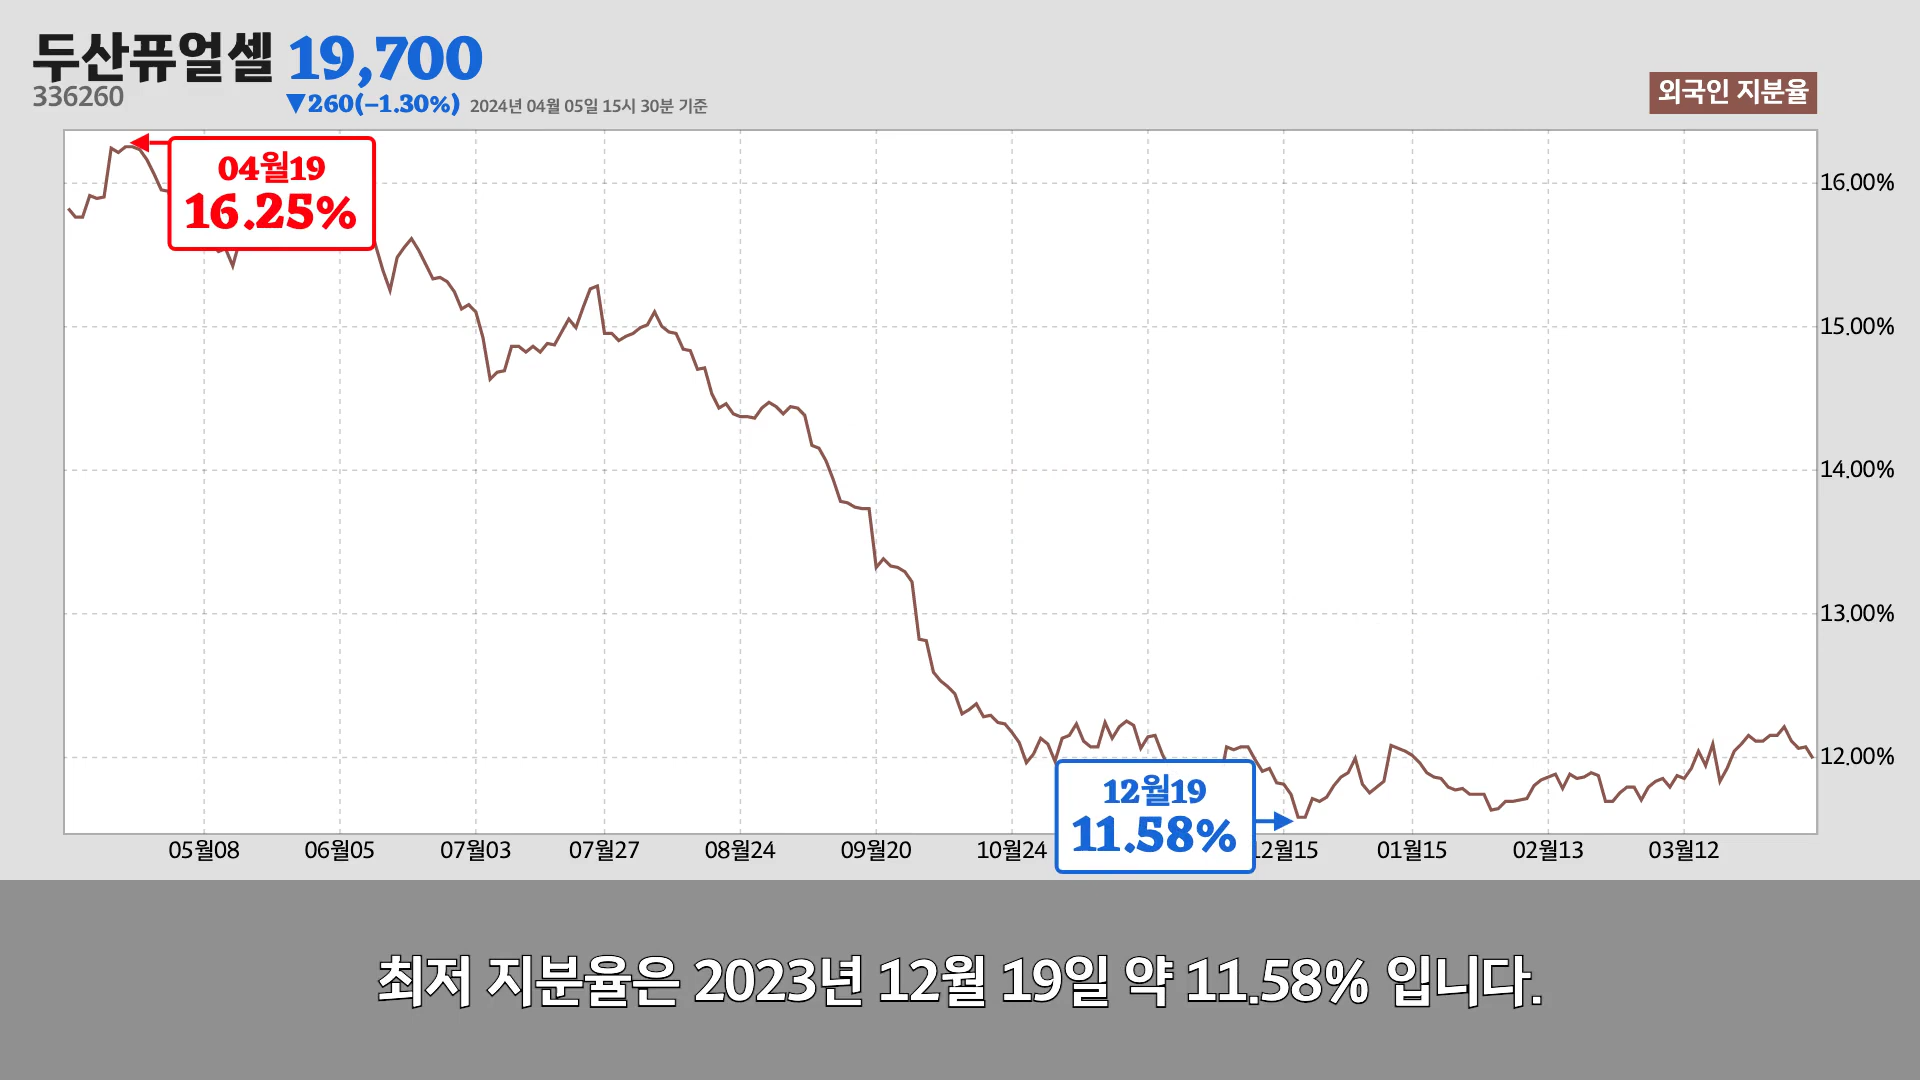 두산퓨얼셀 19,700
336260
▼260(−1.30%) 2024년 04월 05일 15시 30분 기준
외국인 지분율
04월19
16.25%
16.00%
15.00%
14.00%
13.00%
12.00%
12월19
11.58%
05월08 06월05 07월03 07월27 08월24 09월20 10월24 12월15 01월15 02월13 03월12
최저 지분율은 2023년 12월 19일 약 11.58% 입니다.